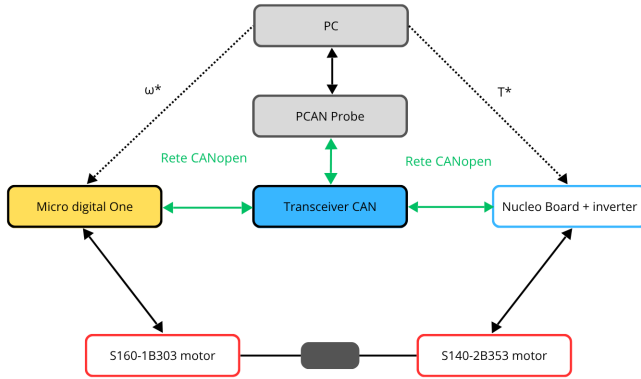 PC
ω*
T*
PCAN Probe
Rete CANopen
Rete CANopen
Micro digital One
Transceiver CAN
Nucleo Board + inverter
S160-1B303 motor
S140-2B353 motor